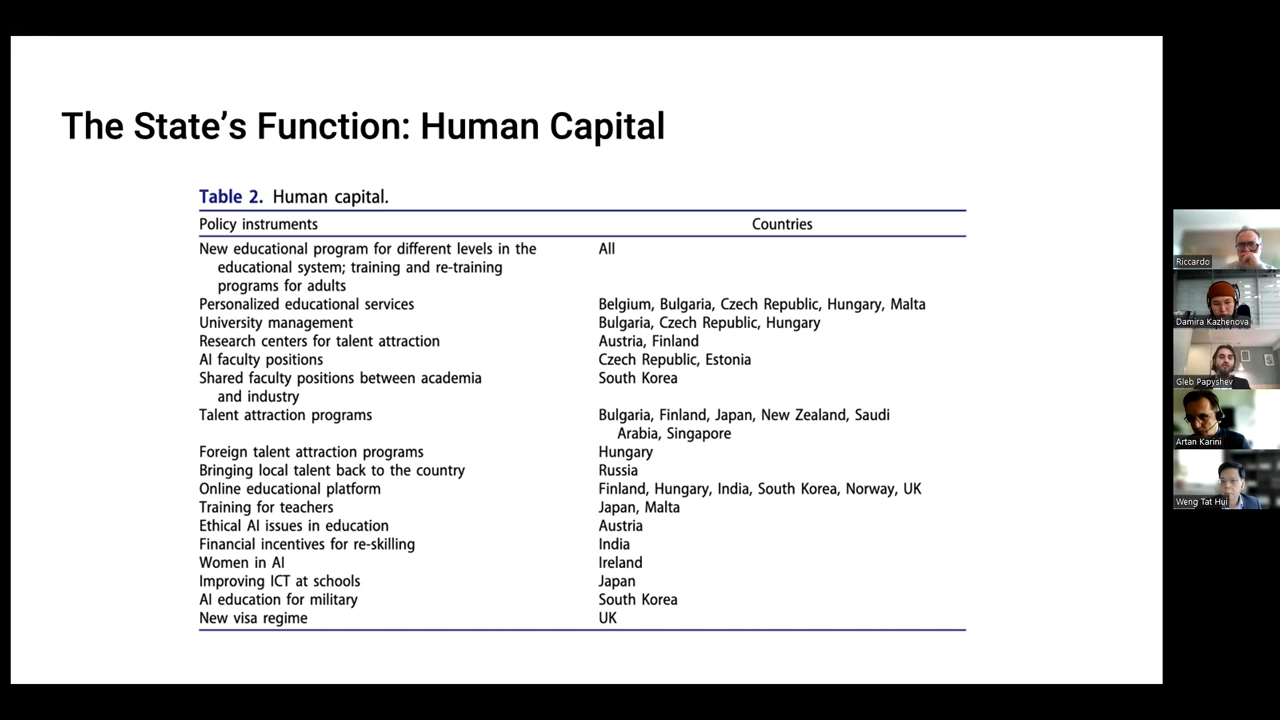 The State's Function: Human Capital
Table 2. Human capital.
Policy instruments Countries
New educational program for different levels in the All
educational system; training and re-training
programs for adults
Personalized educational services Belgium, Bulgaria, Czech Republic, Hungary, Malta
University management Bulgaria, Czech Republic, Hungary
Research centers for talent attraction Austria, Finland
AI faculty positions Czech Republic, Estonia
Shared faculty positions between academia South Korea
and industry
Talent attraction programs Bulgaria, Finland, Japan, New Zealand, Saudi
Arabia, Singapore
Foreign talent attraction programs Hungary
Bringing local talent back to the country Russia
Online educational platform Finland, Hungary, India, South Korea, Norway, UK
Training for teachers Japan, Malta
Ethical AI issues in education Austria
Financial incentives for re-skilling India
Women in AI Ireland
Improving ICT at schools Japan
AI education for military South Korea
New visa regime UK
Riccardo
Damira Kazhenova
Gleb Papyshev
Artan Karini
Weng Tat Hui